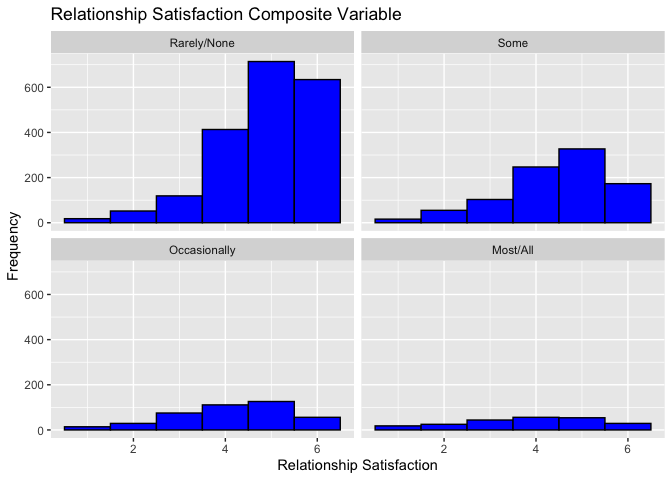 Relationship Satisfaction Composite Variable
Rarely/None
Some
600
400
200
0
Occasionally
Most/All
600
400
200
0
2
4
6
2
4
6
Frequency
Relationship Satisfaction